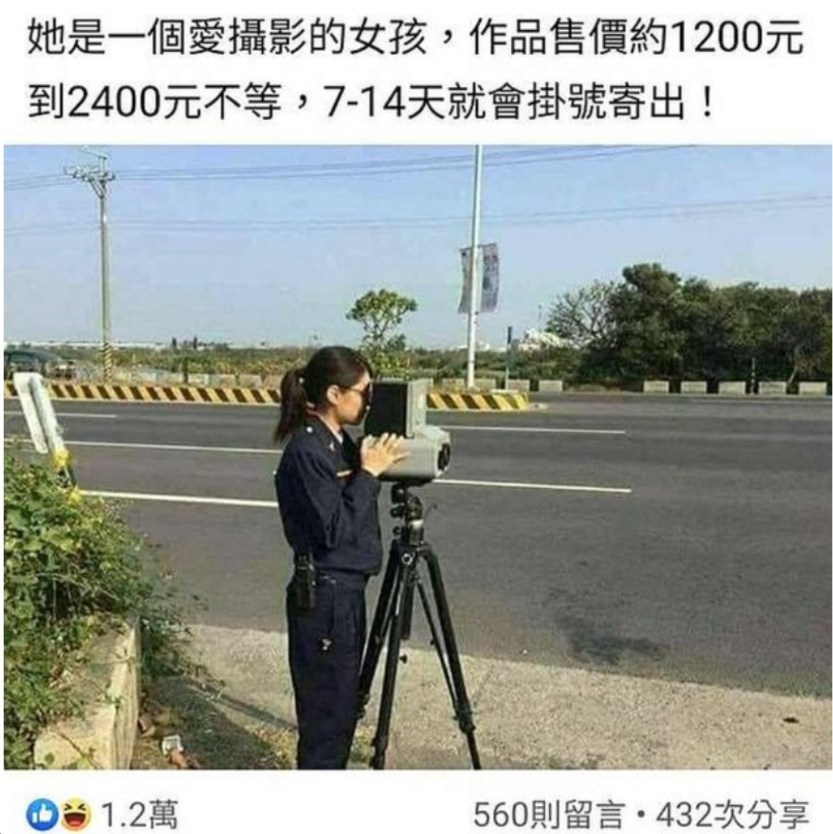 她是一個愛攝影的女孩，作品售價約1200元
到2400元不等，7-14天就會掛號寄出！
1.2萬
560則留言・432次分享